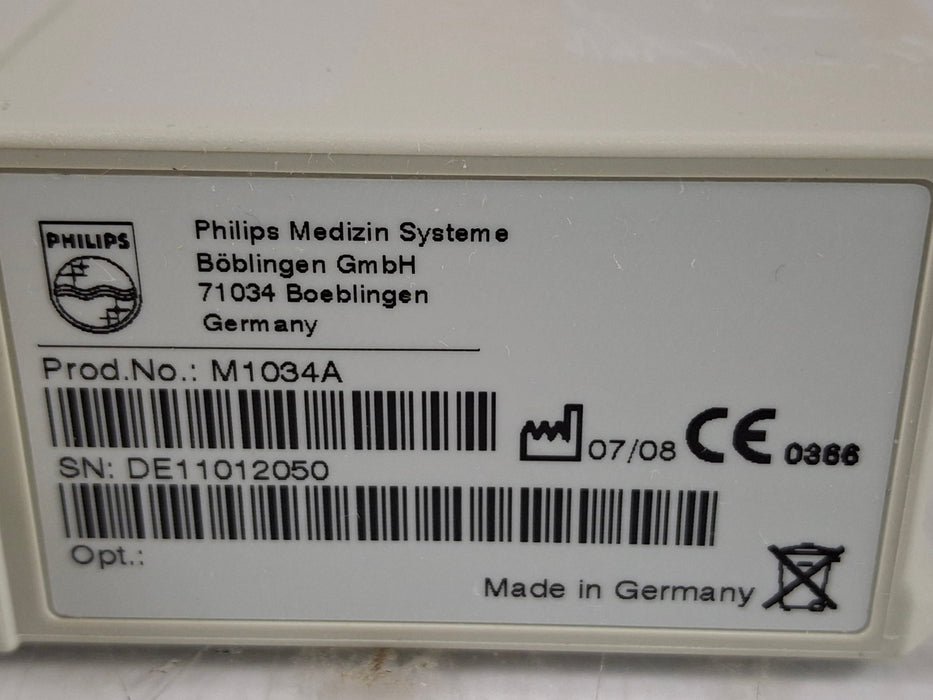 PHILIPS
Philips Medizin Systeme
Böblingen GmbH
71034 Boeblingen
Germany
Prod.No.: M1034A
07/08 CE 0366
SN: DE11012050
Opt.:
Made in Germany